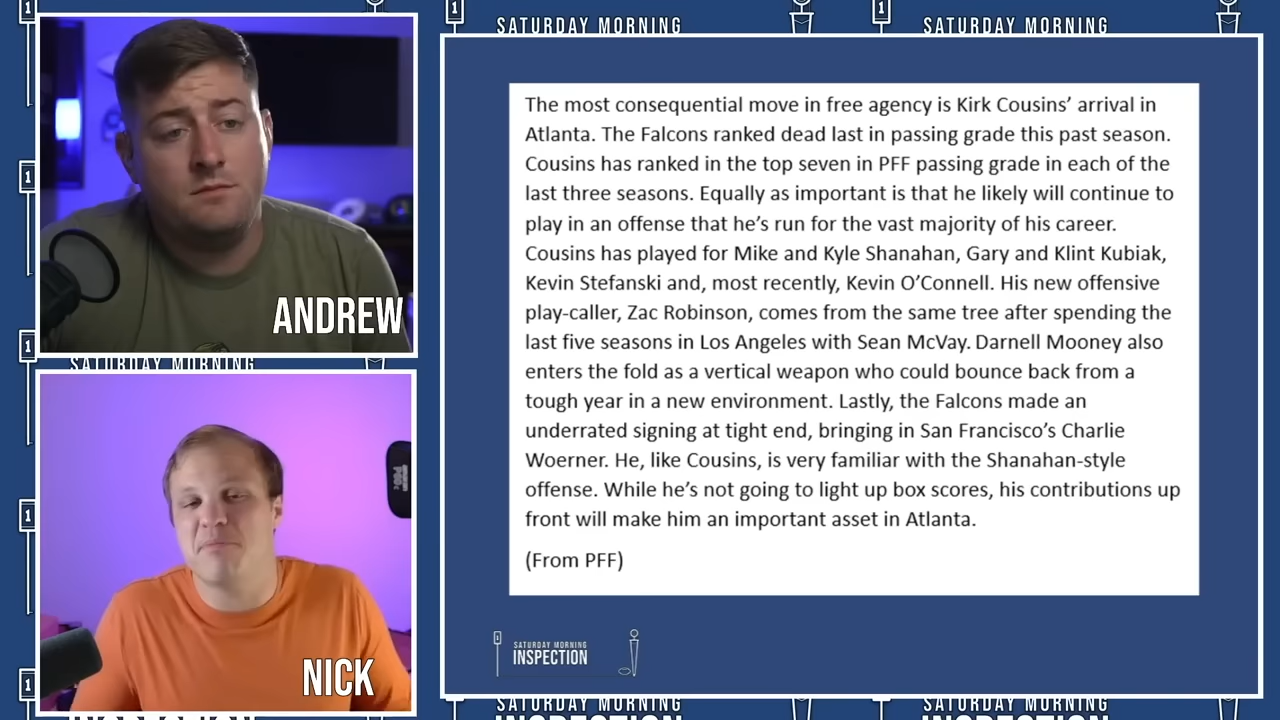 SATURDAY MORNING
SATURDAY MORNING
The most consequential move in free agency is Kirk Cousins’ arrival in
Atlanta. The Falcons ranked dead last in passing grade this past season.
Cousins has ranked in the top seven in PFF passing grade in each of the
last three seasons. Equally as important is that he likely will continue to
play in an offense that he’s run for the vast majority of his career.
Cousins has played for Mike and Kyle Shanahan, Gary and Klint Kubiak,
Kevin Stefanski and, most recently, Kevin O’Connell. His new offensive
play-caller, Zac Robinson, comes from the same tree after spending the
last five seasons in Los Angeles with Sean McVay. Darnell Mooney also
enters the fold as a vertical weapon who could bounce back from a
tough year in a new environment. Lastly, the Falcons made an
underrated signing at tight end, bringing in San Francisco’s Charlie
Woerner. He, like Cousins, is very familiar with the Shanahan-style
offense. While he’s not going to light up box scores, his contributions up
front will make him an important asset in Atlanta.
(From PFF)
ANDREW
SATURDAY MORNING
NICK
SATURDAY MORNING
INSPECTION
SATURDAY MORNING
INSPECTION
SATURDAY MORNING
INSPECTION